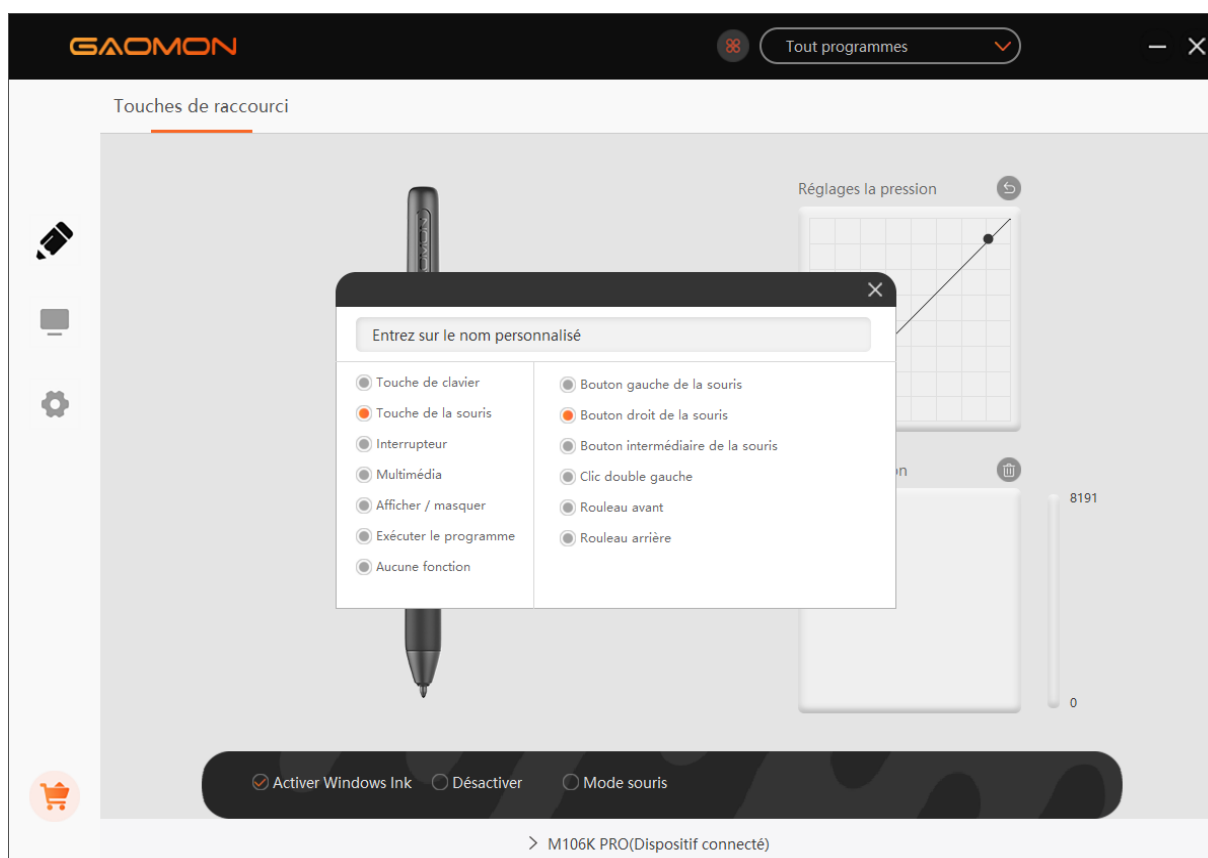 GAOMON
Tout programmes
Touches de raccourci
Réglages la pression
Entrez sur le nom personnalisé
Touche de clavier
Touche de la souris
Interrupteur
Multimédia
Afficher / masquer
Exécuter le programme
Aucune fonction
Bouton gauche de la souris
Bouton droit de la souris
Bouton intermédiaire de la souris
Clic double gauche
Rouleau avant
Rouleau arrière
8191
0
Activer Windows Ink
Désactiver
Mode souris
M106K PRO(Dispositif connecté)